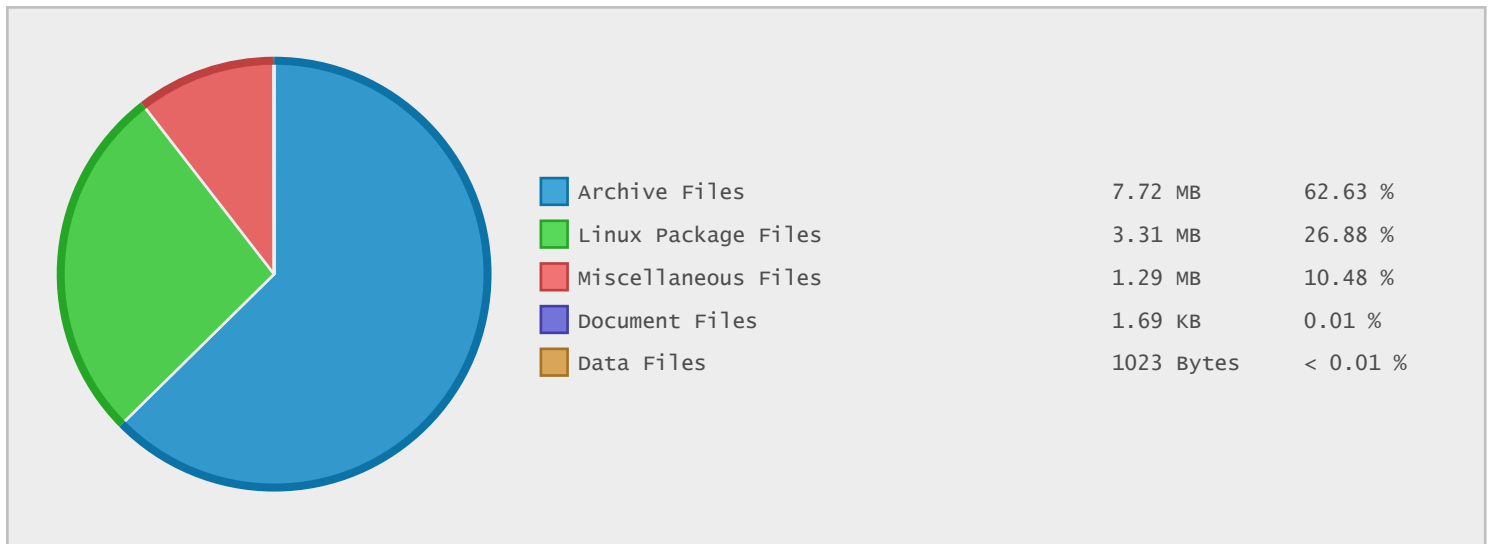 Archive Files 7.72 MB 62.63 %
Linux Package Files 3.31 MB 26.88 %
Miscellaneous Files 1.29 MB 10.48 %
Document Files 1.69 KB 0.01 %
Data Files 1023 Bytes < 0.01 %